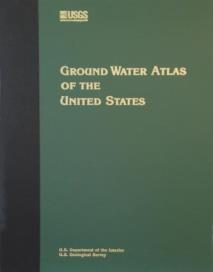 USGS
GROUND WATER ATLAS
OF THE
UNITED STATES
U.S. Department of the Interior
U.S. Geological Survey